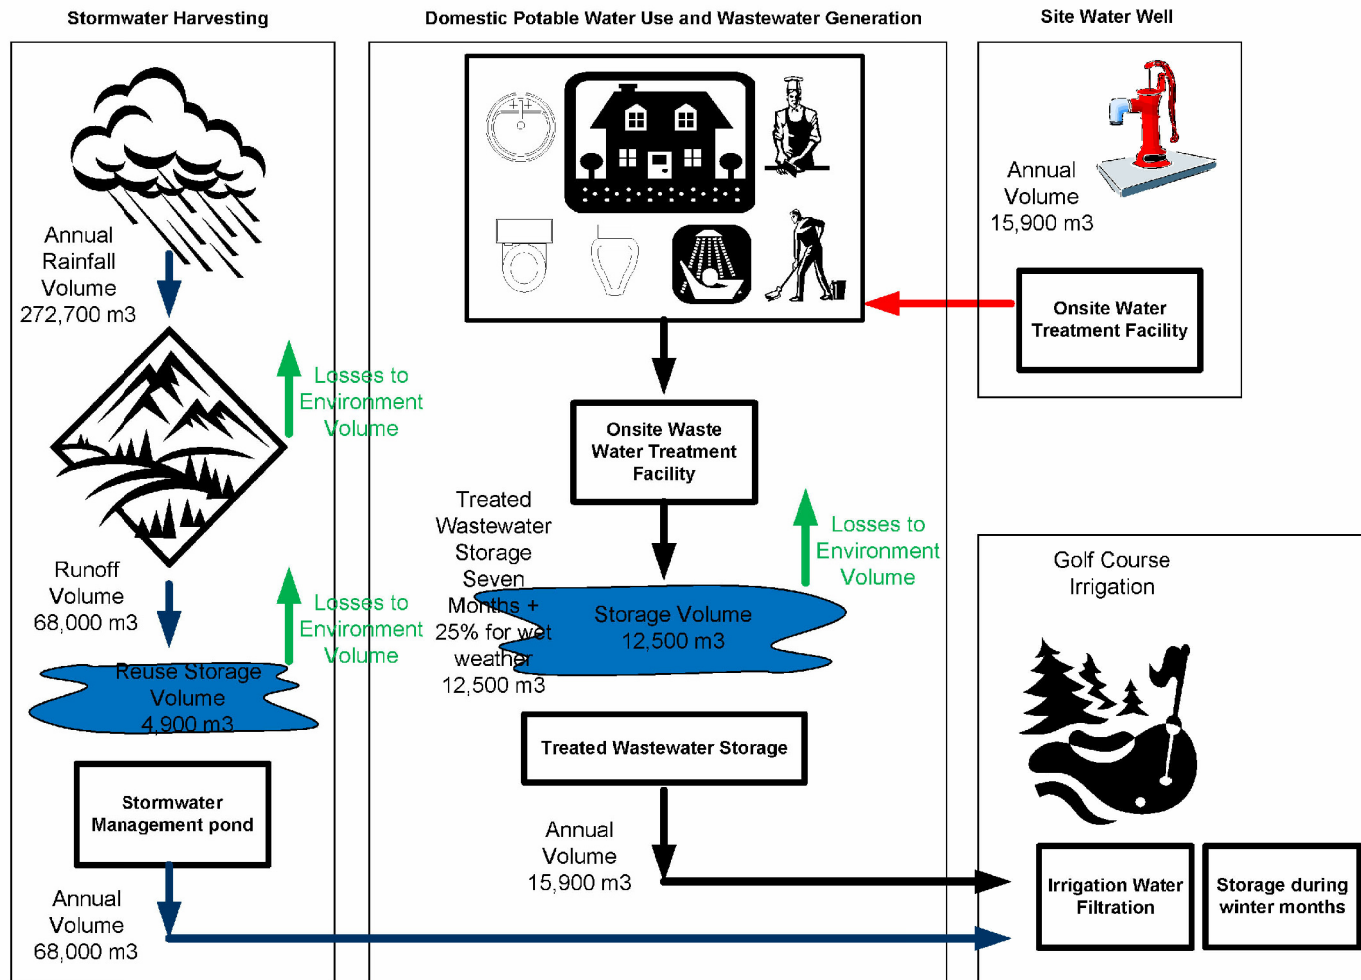 Stormwater Harvesting
Domestic Potable Water Use and Wastewater Generation
Site Water Well
Annual
Rainfall
Volume
272,700 m3
Losses to
Environment
Volume
Runoff
Volume
68,000 m3
Losses to
Environment
Volume
Reuse Storage
Volume
4,900 m3
Stormwater
Management pond
Annual
Volume
68,000 m3
Onsite Waste
Water Treatment
Facility
Treated
Wastewater
Storage
Seven
Months +
25% for wet
weather
12,500 m3
Losses to
Environment
Volume
Storage Volume
12,500 m3
Treated Wastewater Storage
Annual
Volume
15,900 m3
Annual
Volume
15,900 m3
Onsite Water
Treatment Facility
Golf Course
Irrigation
Irrigation Water
Filtration
Storage during
winter months